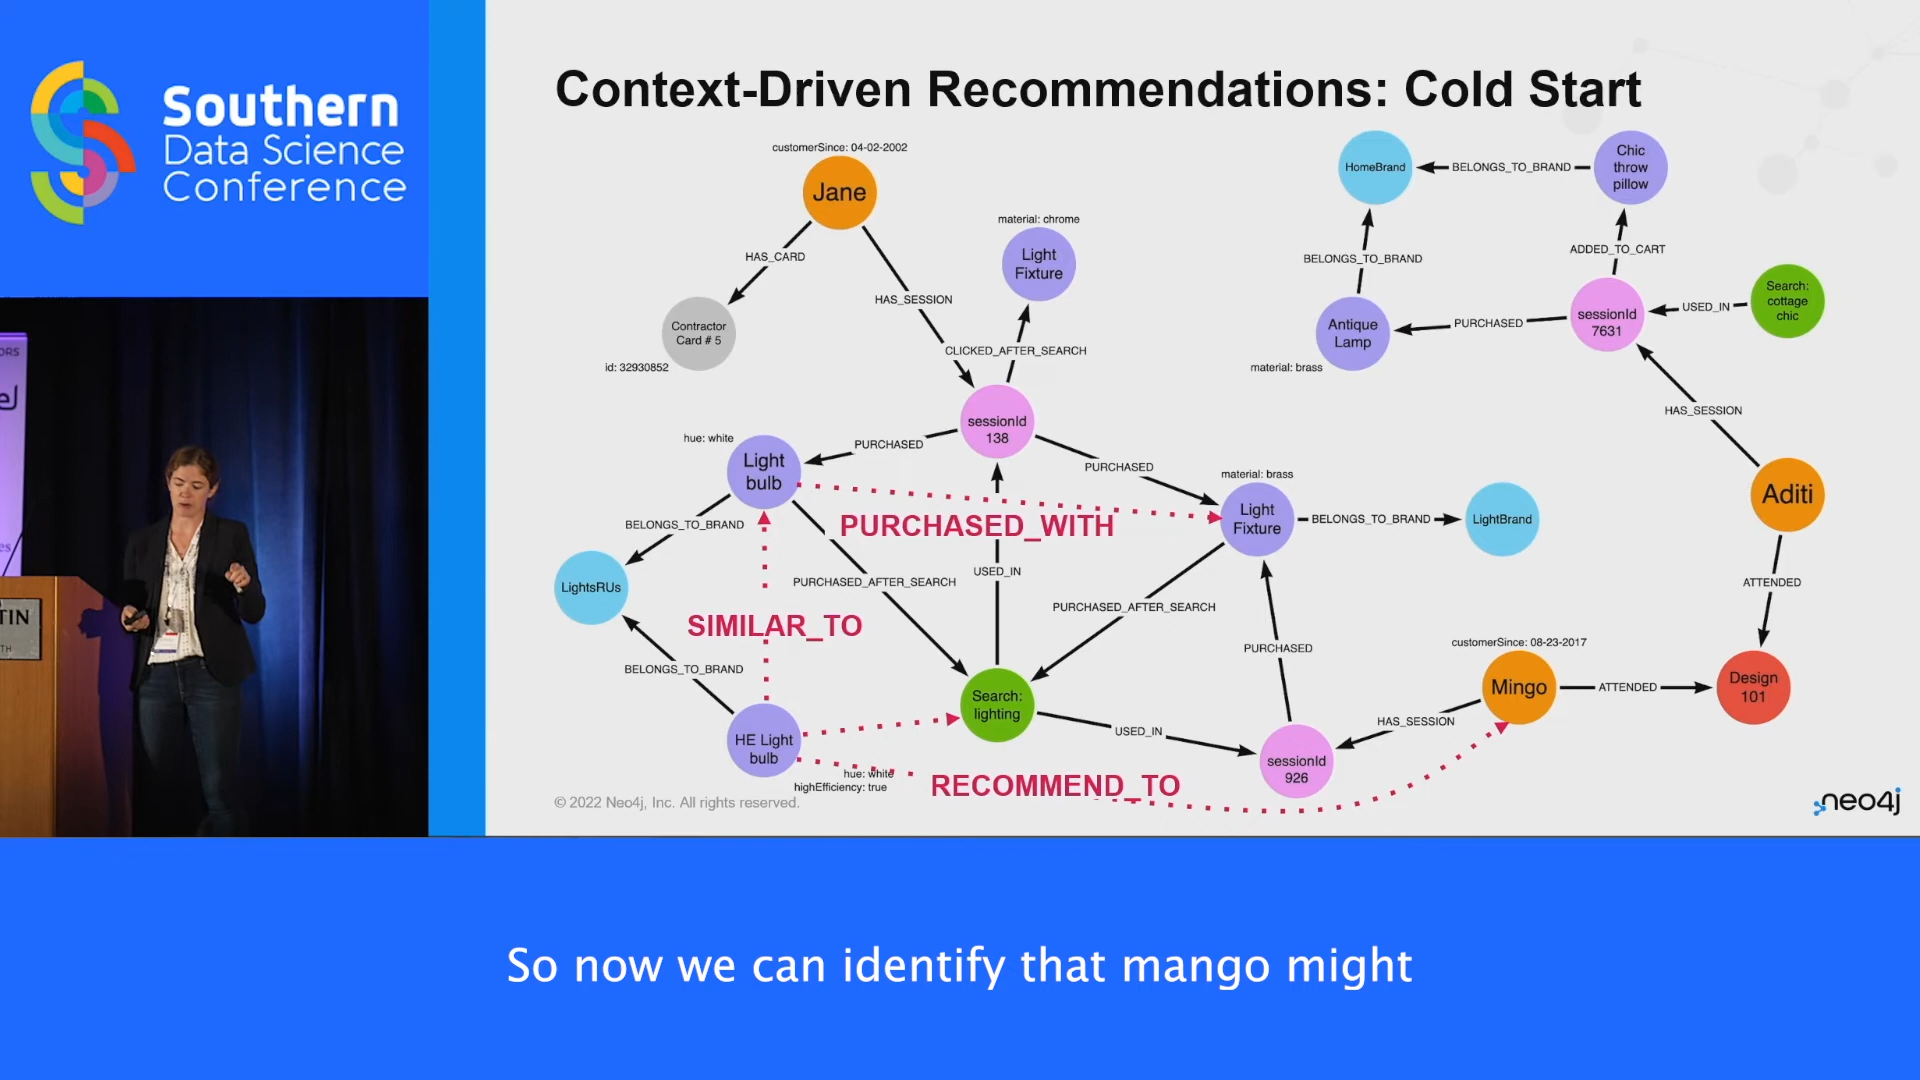 Southern
Data Science
Conference
Context-Driven Recommendations: Cold Start
customerSince: 04-02-2002
Jane
HAS_CARD
Contractor
Card # 5
id: 32930852
HAS_SESSION
material: chrome
Light
Fixture
CLICKED_AFTER_SEARCH
sessionId
138
HomeBrand
BELONGS_TO_BRAND
Chic
throw
pillow
BELONGS_TO_BRAND
ADDED_TO_CART
Antique
Lamp
material: brass
PURCHASED
sessionId
7631
USED_IN
Search:
cottage
chic
HAS_SESSION
Aditi
ATTENDED
hue: white
Light
bulb
PURCHASED
PURCHASED
material: brass
Light
Fixture
BELONGS_TO_BRAND
LightBrand
BELONGS_TO_BRAND
PURCHASED_WITH
LightsRUs
PURCHASED_AFTER_SEARCH
USED_IN
PURCHASED_AFTER_SEARCH
SIMILAR_TO
BELONGS_TO_BRAND
PURCHASED
customerSince: 08-23-2017
Mingo
ATTENDED
Design
101
HE Light
bulb
hue: white
highEfficiency: true
Search:
lighting
USED_IN
HAS_SESSION
sessionId
926
RECOMMEND_TO
© 2022 Neo4j, Inc. All rights reserved.
neo4j
ORS
el
es
TIN
TH
So now we can identify that mango might